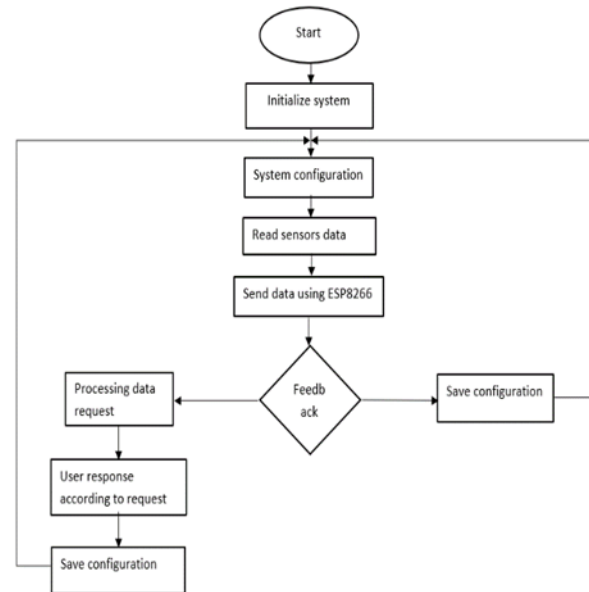 Start
Initialize system
System configuration
Read sensors data
Send data using ESP8266
Feedb
ack
Processing data
request
User response
according to request
Save configuration
Save configuration